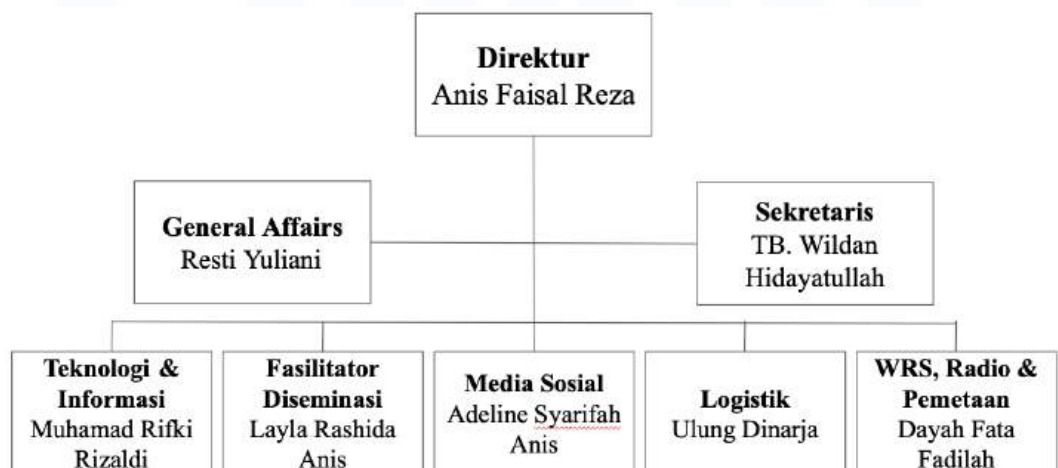 Direktur
Anis Faisal Reza
General Affairs
Resti Yuliani
Sekretaris
TB. Wildan
Hidayatullah
Teknologi &
Informasi
Muhamad Rifki
Rizaldi
Fasilitator
Diseminasi
Layla Rashida
Anis
Media Sosial
Adeline Syarifah
Anis
Logistik
Ulung Dinarja
WRS, Radio &
Pemetaan
Dayah Fata
Fadilah